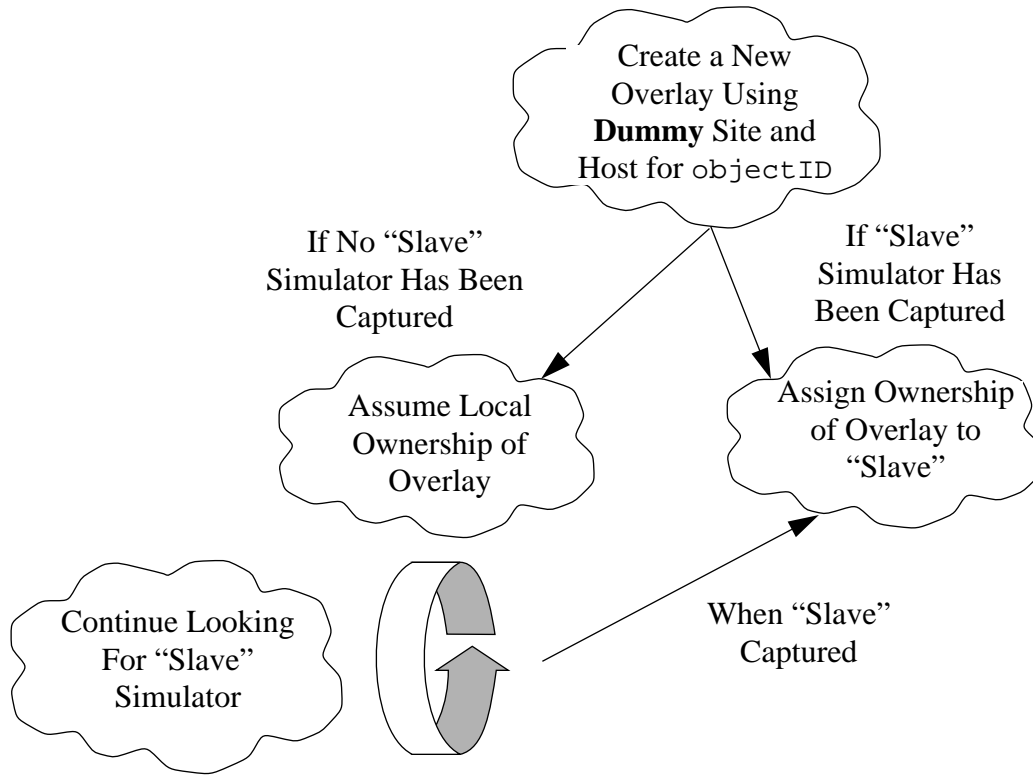 Create a New
Overlay Using
Dummy Site and
Host for objectID
If No “Slave”
Simulator Has Been
Captured
If “Slave”
Simulator Has
Been Captured
Assume Local
Ownership of
Overlay
Assign Ownership
of Overlay to
“Slave”
Continue Looking
For “Slave”
Simulator
When “Slave”
Captured